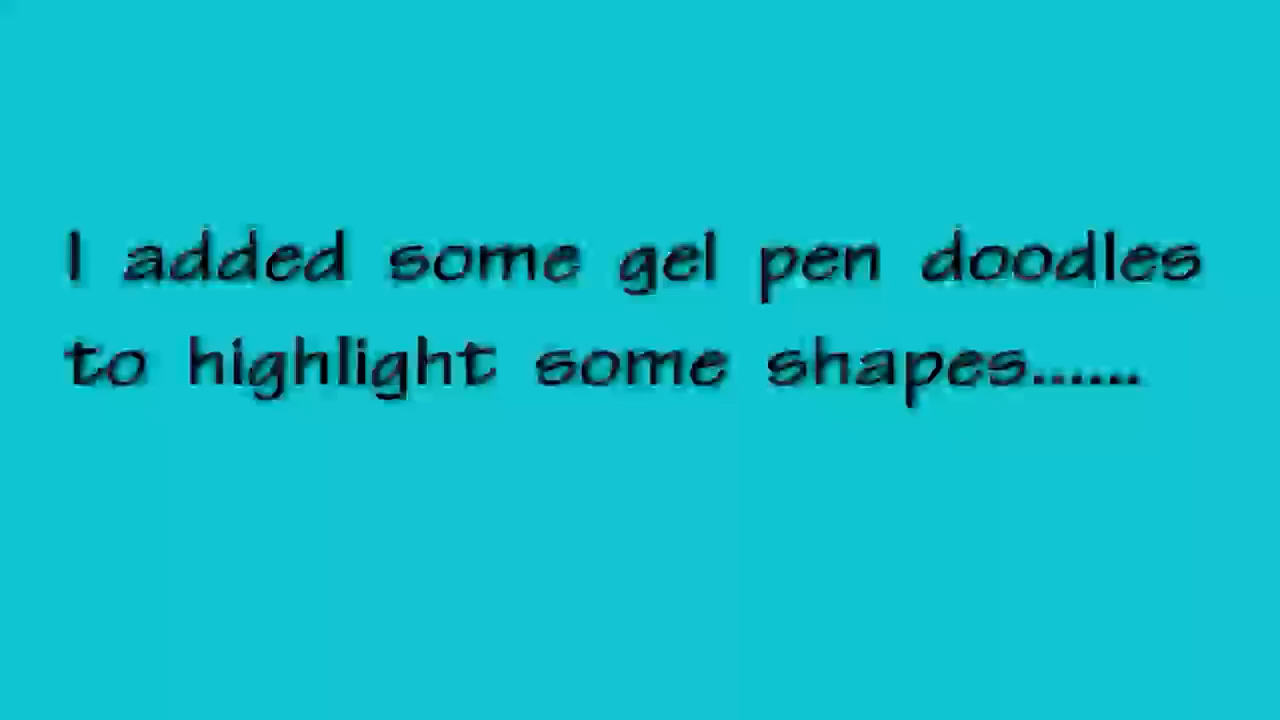 I added some gel pen doodles
to highlight some shapes......